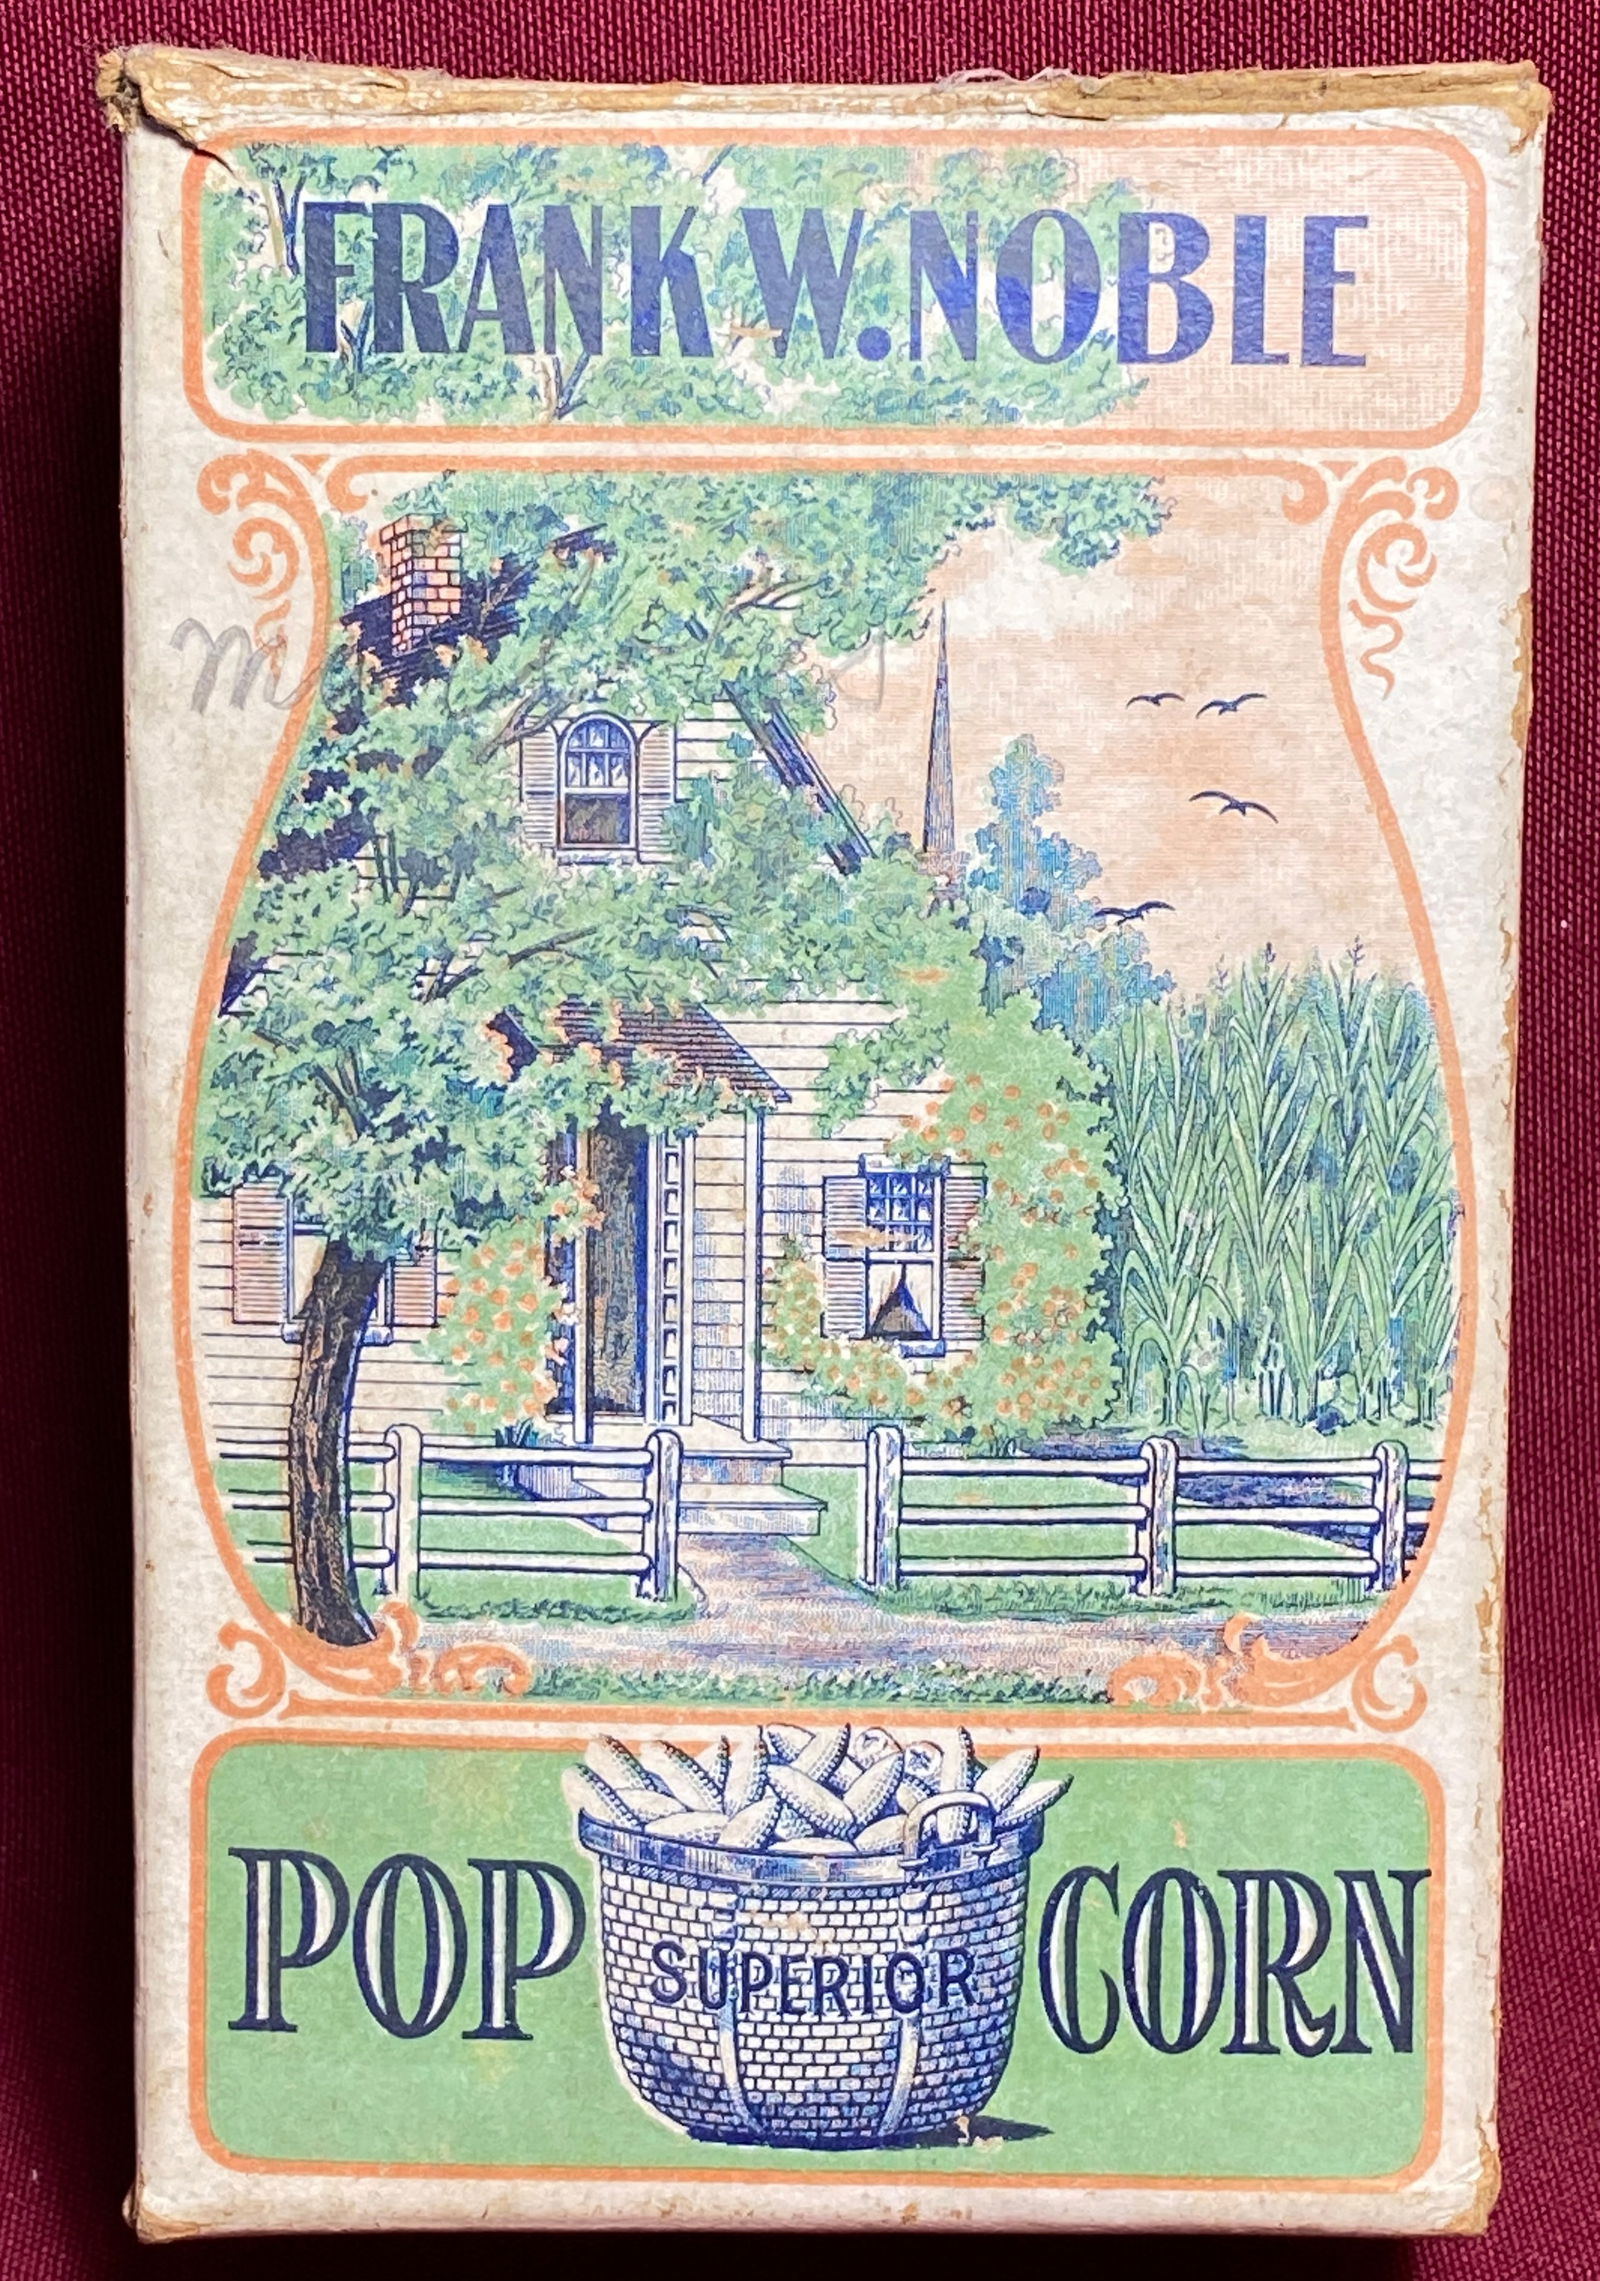 FRANK W. NOBLE
m
POP SUPERIOR CORN